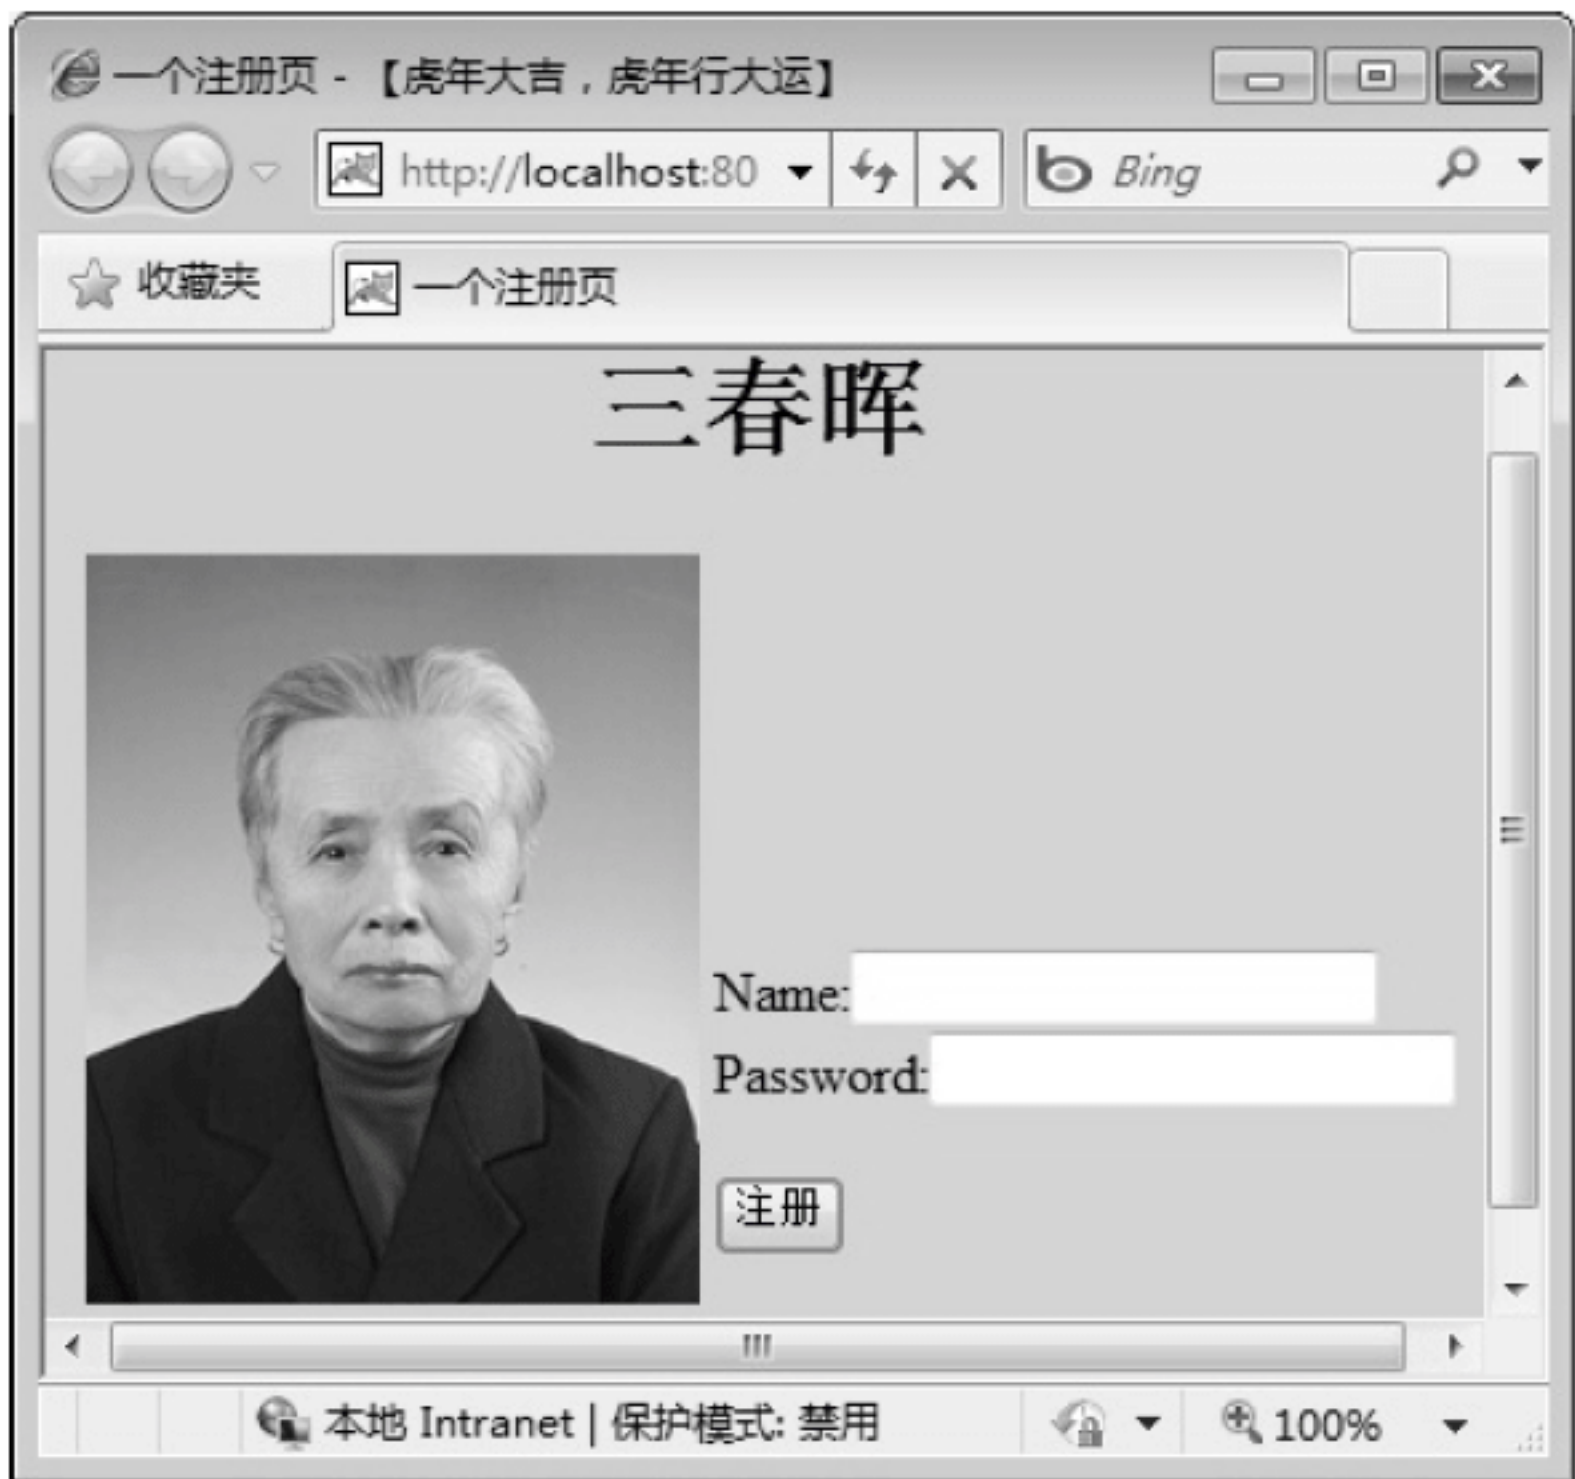 一个注册页 - 【虎年大吉，虎年行大运】
http://localhost:80 Bing
收藏夹 一个注册页
三春晖
Name:
Password:
注册
本地 Intranet | 保护模式: 禁用 100%